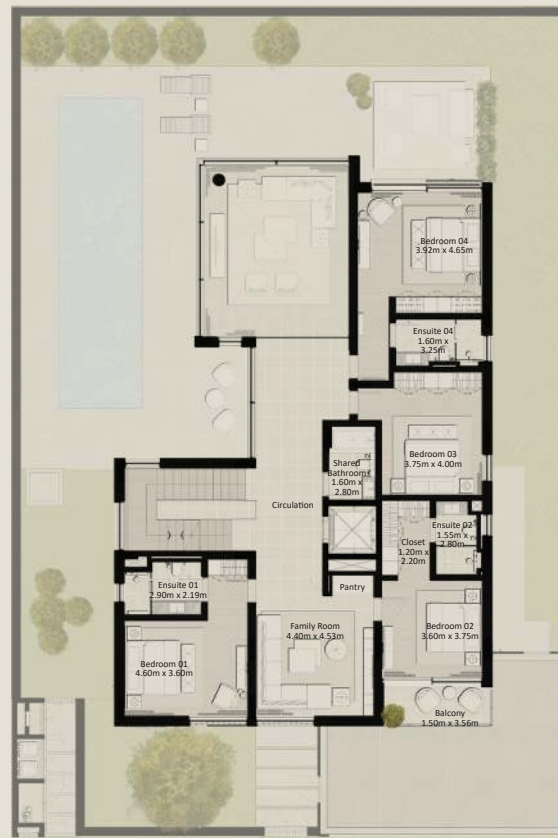 Bedroom 04
3.92m x 4.65m
Ensuite 04
1.60m x
3.25m
Bedroom 03
3.75m x 4.00m
Shared
Bathroom
1.60m x
2.80m
Circulation
Ensuite 02
1.55m x
2.80m
Closet
1.20m x
2.20m
Ensuite 01
2.90m x 2.19m
Pantry
Family Room
4.40m x 4.53m
Bedroom 02
3.60m x 3.75m
Bedroom 01
4.60m x 3.60m
Balcony
1.50m x 3.56m